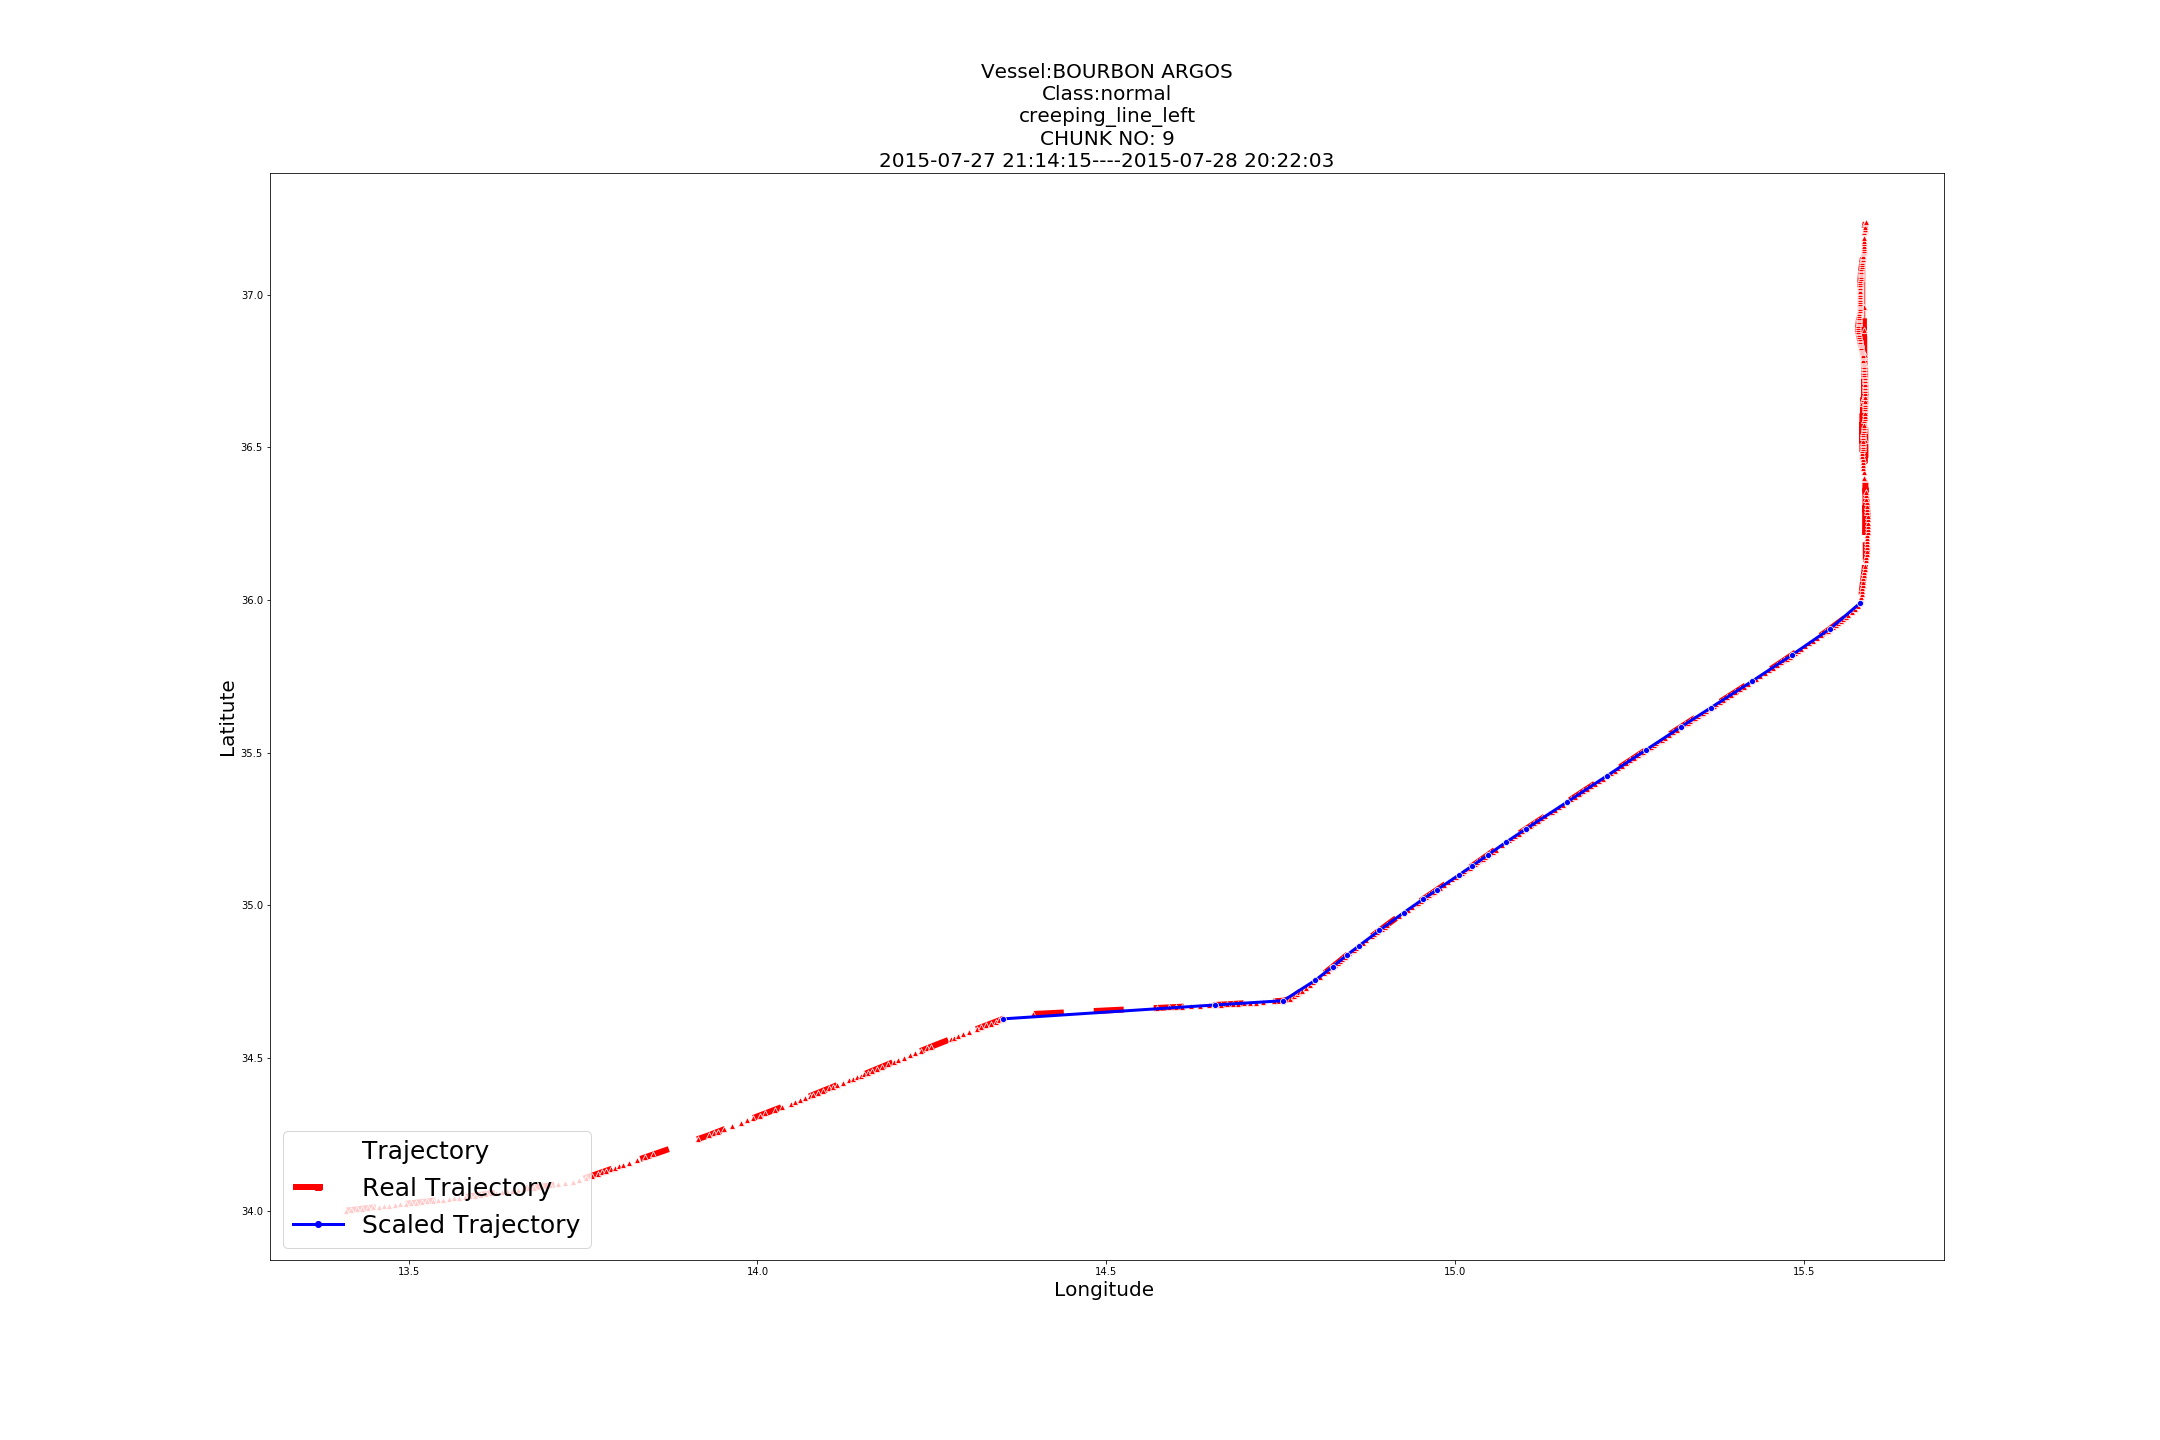 Vessel:BOURBON ARGOS
Class:normal
creeping_line_left
CHUNK NO: 9
2015-07-27 21:14:15----2015-07-28 20:22:03
37.0
36.5
36.0
35.5
35.0
34.5
34.0
Latitute
Trajectory
Real Trajectory
Scaled Trajectory
13.5 14.0 14.5 15.0 15.5
Longitude